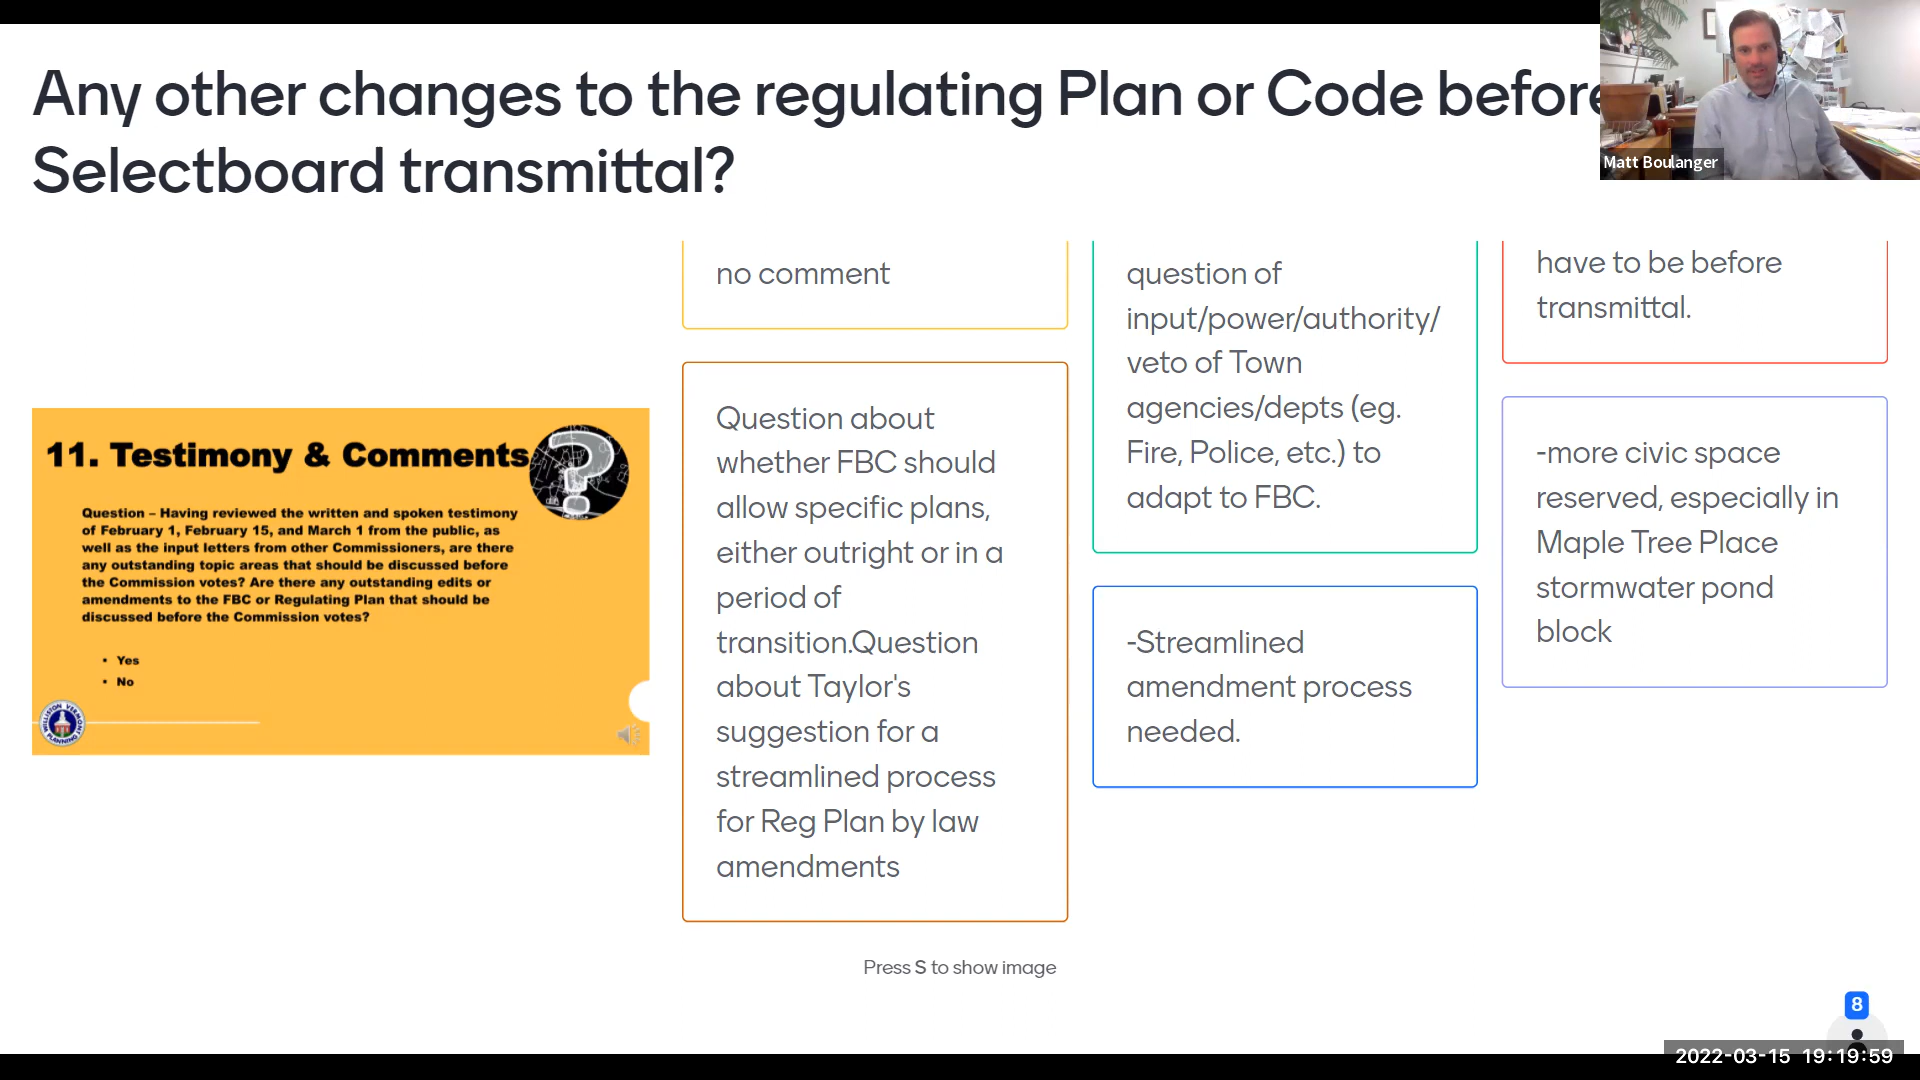 Any other changes to the regulating Plan or Code before
Selectboard transmittal?
Matt Boulanger
11. Testimony & Comments
Question – Having reviewed the written and spoken testimony
of February 1, February 15, and March 1 from the public, as
well as the input letters from other Commissioners, are there
any outstanding topic areas that should be discussed before
the Commission votes? Are there any outstanding edits or
amendments to the FBC or Regulating Plan that should be
discussed before the Commission votes?
• Yes
• No
WILLISTON VERMONT
PLANNING
no comment
Question about
whether FBC should
allow specific plans,
either outright or in a
period of
transition.Question
about Taylor's
suggestion for a
streamlined process
for Reg Plan by law
amendments
question of
input/power/authority/
veto of Town
agencies/depts (eg.
Fire, Police, etc.) to
adapt to FBC.
-Streamlined
amendment process
needed.
have to be before
transmittal.
-more civic space
reserved, especially in
Maple Tree Place
stormwater pond
block
Press S to show image
8
2022-03-15 19:19:59